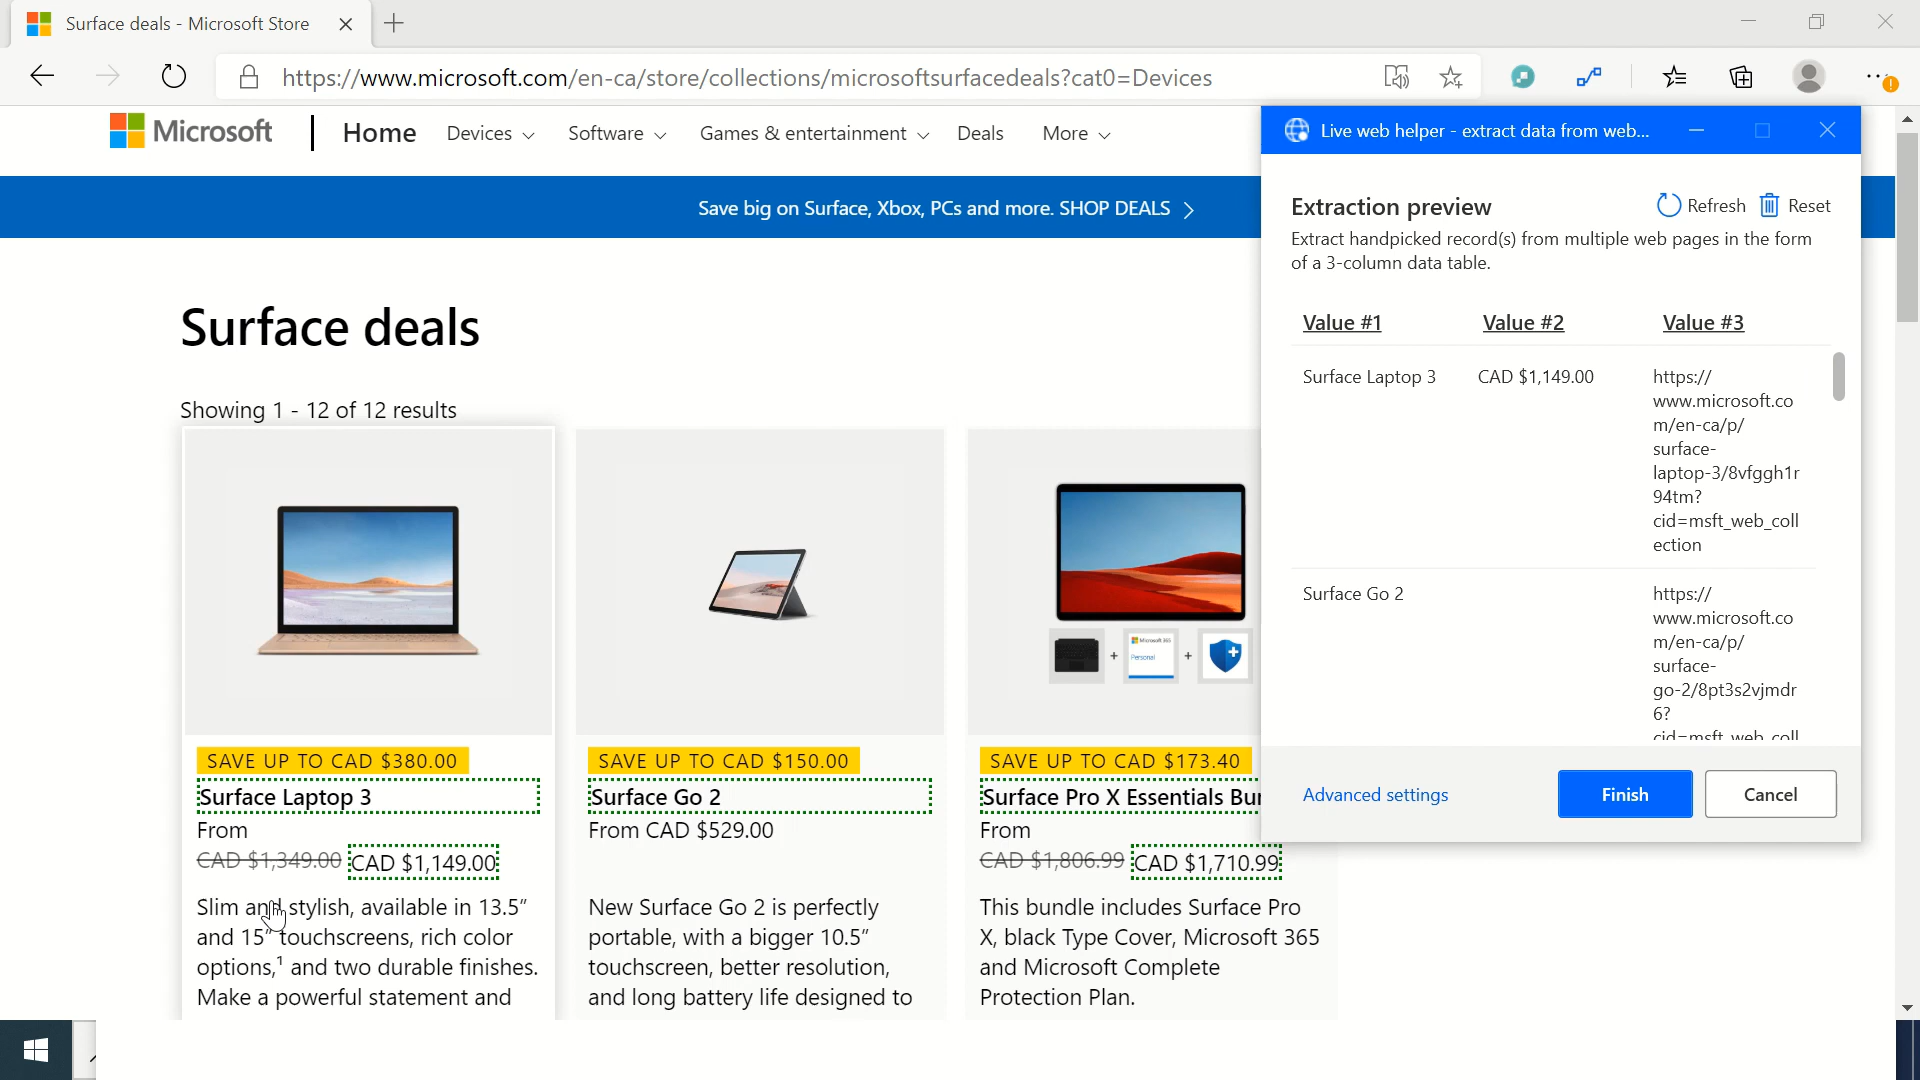 Surface deals - Microsoft Store
https://www.microsoft.com/en-ca/store/collections/microsoftsurfacedeals?cat0=Devices
Microsoft
Home
Devices
Software
Games & entertainment
Deals
More
Save big on Surface, Xbox, PCs and more. SHOP DEALS
Surface deals
Showing 1 - 12 of 12 results
SAVE UP TO CAD $380.00
Surface Laptop 3
From
CAD $1,349.00 CAD $1,149.00
Slim and stylish, available in 13.5”
and 15” touchscreens, rich color
options,¹ and two durable finishes.
Make a powerful statement and
SAVE UP TO CAD $150.00
Surface Go 2
From CAD $529.00
New Surface Go 2 is perfectly
portable, with a bigger 10.5”
touchscreen, better resolution,
and long battery life designed to
Microsoft 365
Personal
SAVE UP TO CAD $173.40
Surface Pro X Essentials Bu
From
CAD $1,806.99 CAD $1,710.99
This bundle includes Surface Pro
X, black Type Cover, Microsoft 365
and Microsoft Complete
Protection Plan.
Live web helper - extract data from web...
Extraction preview
Refresh
Reset
Extract handpicked record(s) from multiple web pages in the form
of a 3-column data table.
Value #1
Value #2
Value #3
Surface Laptop 3
CAD $1,149.00
https://
www.microsoft.co
m/en-ca/p/
surface-
laptop-3/8vfggh1r
94tm?
cid=msft_web_coll
ection
Surface Go 2
https://
www.microsoft.co
m/en-ca/p/
surface-
go-2/8pt3s2vjmdr
6?
cid=msft_web_coll
Advanced settings
Finish
Cancel